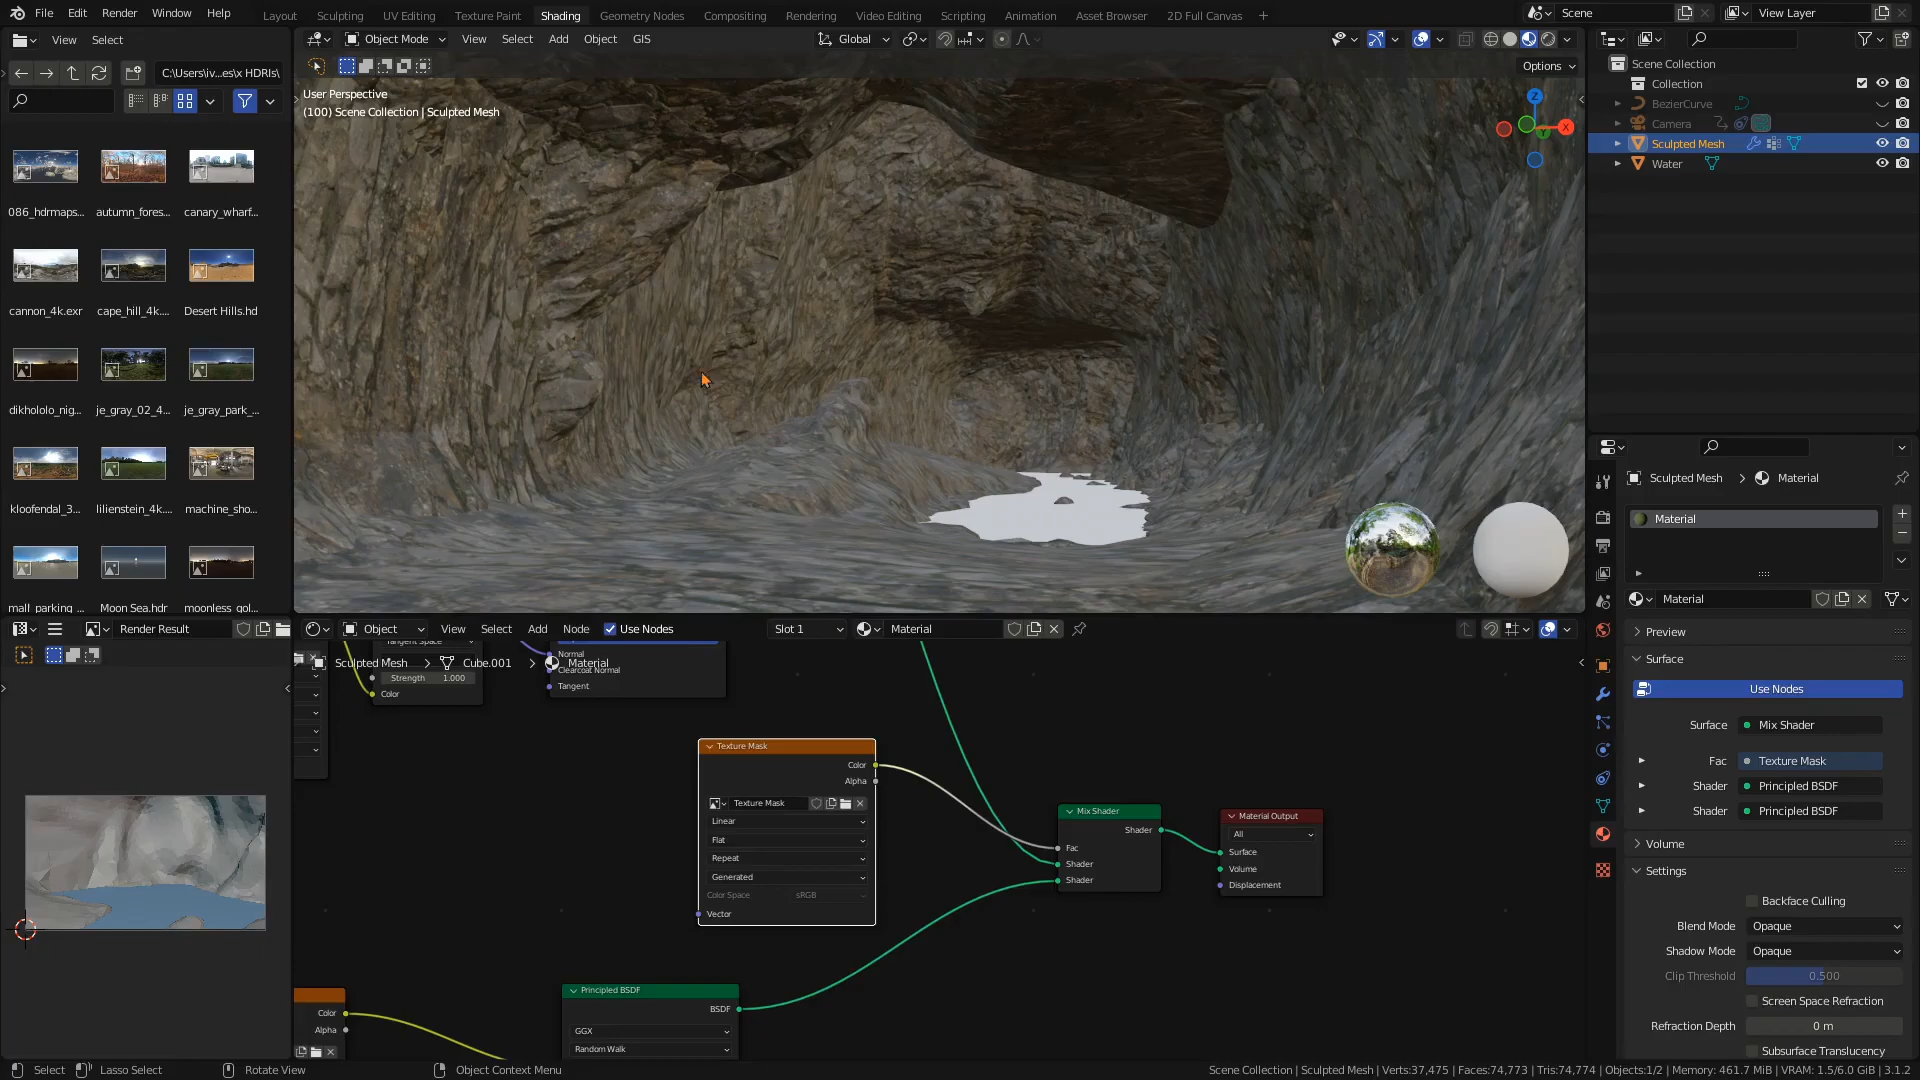 File Edit Render Window Help
Layout Sculpting UV Editing Texture Paint Shading Geometry Nodes Compositing Rendering Video Editing Scripting Animation Asset Browser 2D Full Canvas
Scene View Layer
View Select
Object Mode View Select Add Object GIS Global
C:\Users\iv...es\x HDRIs\
Options
User Perspective
(100) Scene Collection | Sculpted Mesh
Scene Collection
Collection
BezierCurve
Camera
Sculpted Mesh
Water
086_hdrmaps... autumn_fores... canary_wharf...
cannon_4k.exr cape_hill_4k.... Desert Hills.hd
dikhololo_nig... je_gray_02_4... je_gray_park_...
kloofendal_3... lilienstein_4k.... machine_sho...
mall_parking_... Moon Sea.hdr moonless_gol...
Z
Y
X
Sculpted Mesh > Material
Material
Material
Preview
Surface
Use Nodes
Surface Mix Shader
Fac Texture Mask
Shader Principled BSDF
Shader Principled BSDF
Volume
Settings
Backface Culling
Blend Mode Opaque
Shadow Mode Opaque
Clip Threshold 0.500
Screen Space Refraction
Refraction Depth 0 m
Subsurface Translucency
Render Result
Object View Select Add Node Use Nodes Slot 1 Material
Tangent Space
Sculpted Mesh > Cube.001 > Material
Strength 1.000
Color
Normal
Clearcoat Normal
Tangent
Texture Mask
Color
Alpha
Texture Mask
Linear
Flat
Repeat
Generated
Color Space sRGB
Vector
Mix Shader
Shader
Fac
Shader
Shader
Material Output
All
Surface
Volume
Displacement
Color
Alpha
Principled BSDF
BSDF
GGX
Random Walk
Select Lasso Select Rotate View Object Context Menu
Scene Collection | Sculpted Mesh | Verts:37,475 | Faces:74,773 | Tris:74,774 | Objects:1/2 | Memory: 461.7 MiB | VRAM: 1.5/6.0 GiB | 3.1.2